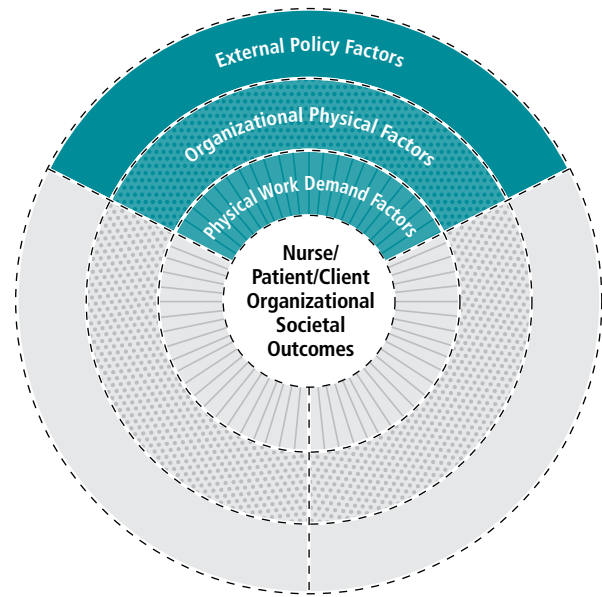 External Policy Factors
Organizational Physical Factors
Physical Work Demand Factors
Nurse/
Patient/Client
Organizational
Societal
Outcomes